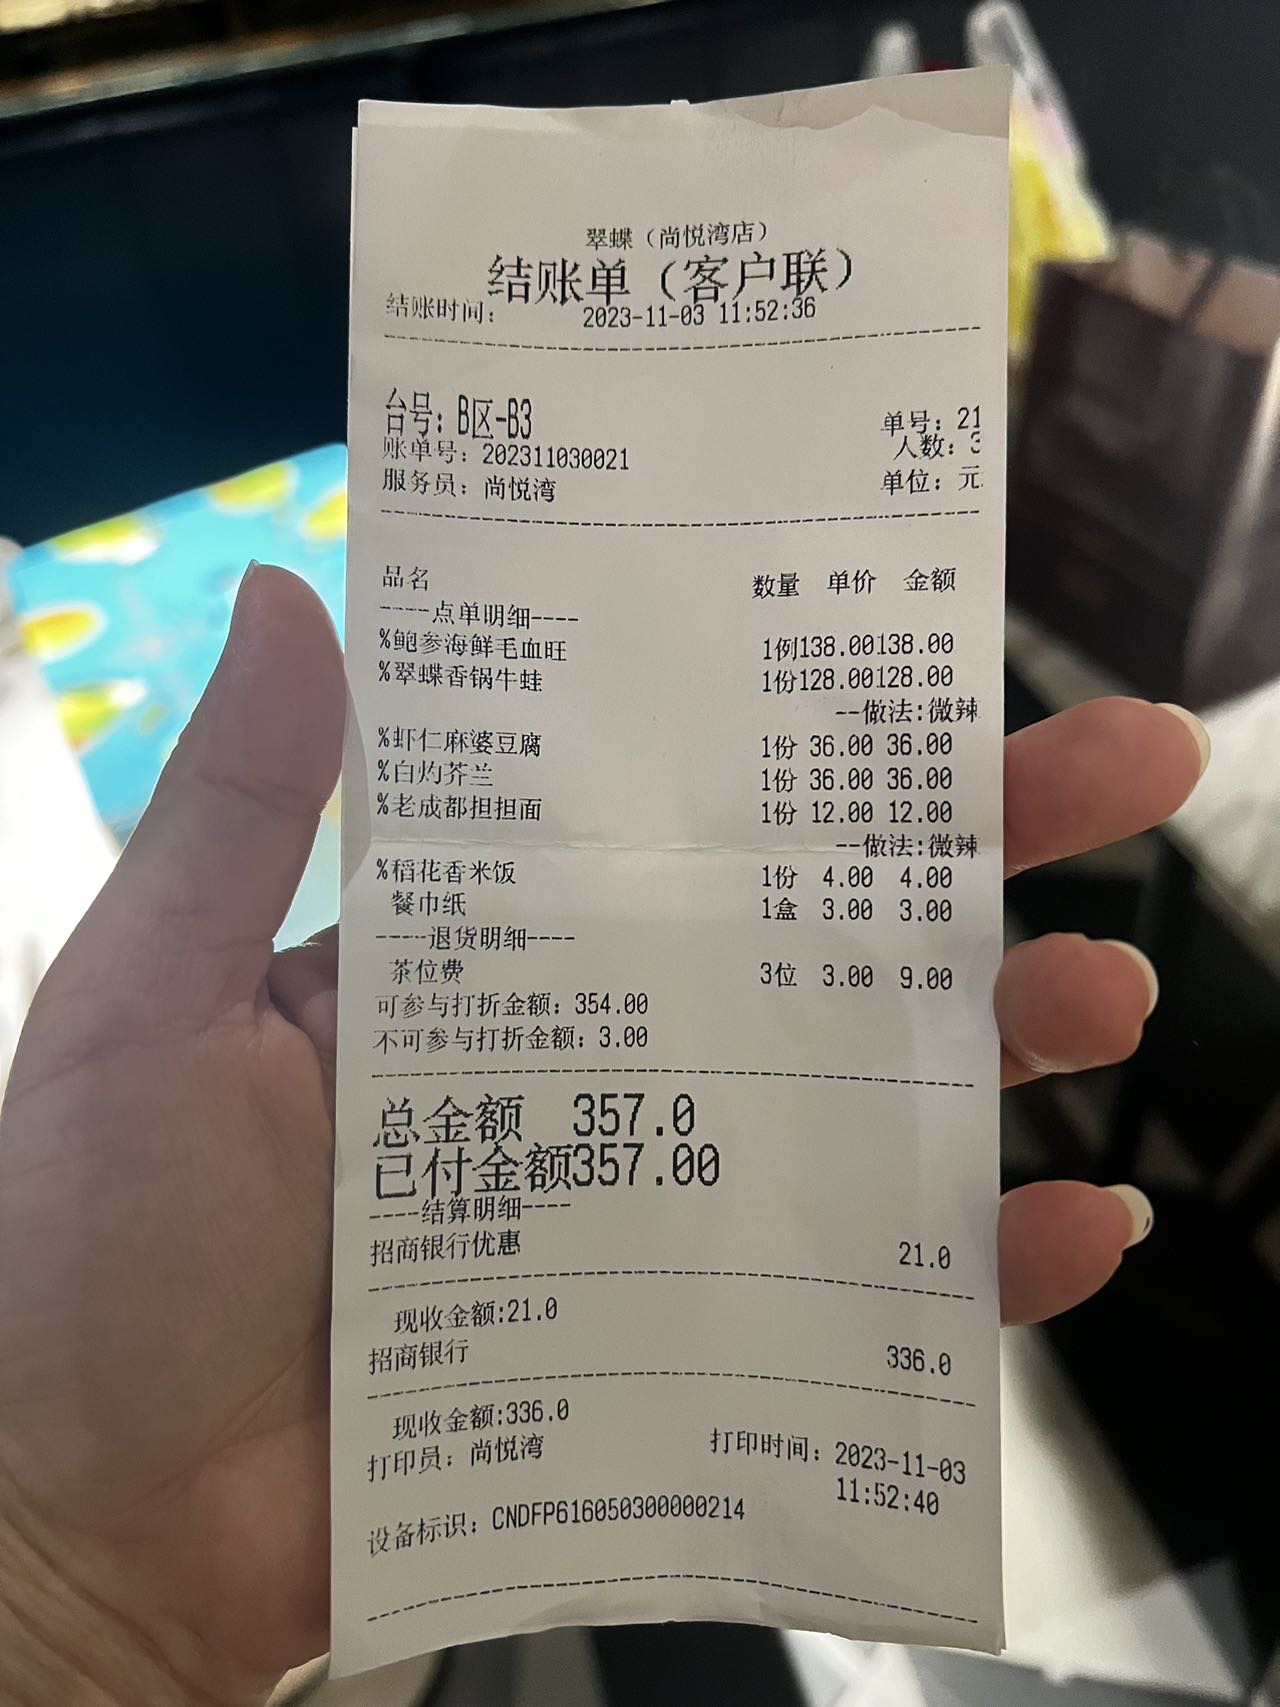 翠蝶（尚悦湾店）
结账单（客户联）
结账时间： 2023-11-03 11:52:36
台号：B区-B3 单号：21
账单号：202311030021 人数：3
服务员：尚悦湾 单位：元
品名 数量 单价 金额
----点单明细----
%鲍参海鲜毛血旺 1例138.00138.00
%翠蝶香锅牛蛙 1份128.00128.00
--做法:微辣
%虾仁麻婆豆腐 1份 36.00 36.00
%白灼芥兰 1份 36.00 36.00
%老成都担担面 1份 12.00 12.00
--做法:微辣
%稻花香米饭 1份 4.00 4.00
餐巾纸 1盒 3.00 3.00
----退货明细----
茶位费 3位 3.00 9.00
可参与打折金额：354.00
不可参与打折金额：3.00
总金额 357.0
已付金额357.00
----结算明细----
招商银行优惠 21.0
现收金额:21.0
招商银行 336.0
现收金额:336.0
打印员：尚悦湾 打印时间：2023-11-03
11:52:40
设备标识：CNDFP616050300000214